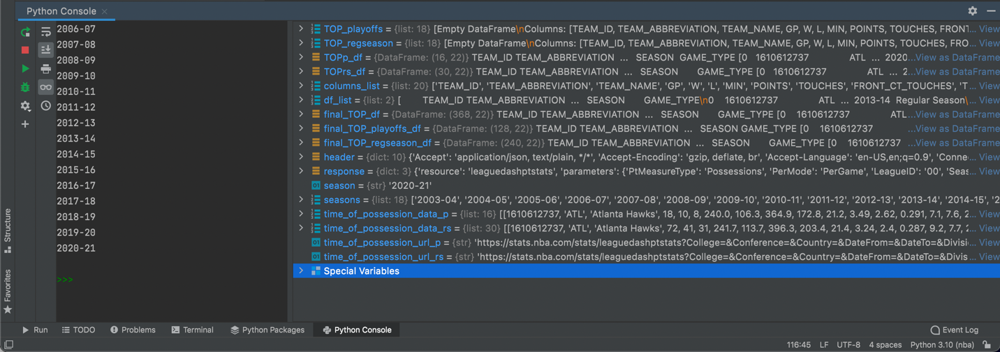 Python Console
2006-07
2007-08
2008-09
2009-10
2010-11
2011-12
2012-13
2013-14
2014-15
2015-16
2016-17
2017-18
2018-19
2019-20
2020-21
>>>
TOP_playoffs = {list: 18} [Empty DataFrame\nColumns: [TEAM_ID, TEAM_ABBREVIATION, TEAM_NAME, GP, W, L, MIN, POINTS, TOUCHES, FRONT... View
TOP_regseason = {list: 18} [Empty DataFrame\nColumns: [TEAM_ID, TEAM_ABBREVIATION, TEAM_NAME, GP, W, L, MIN, POINTS, TOUCHES, FRO... View
TOPp_df = {DataFrame: (16, 22)} TEAM_ID TEAM_ABBREVIATION ... SEASON GAME_TYPE [0 1610612737 ATL ... 2020...View as DataFrame
TOPrs_df = {DataFrame: (30, 22)} TEAM_ID TEAM_ABBREVIATION ... SEASON GAME_TYPE [0 1610612737 ATL ... 2...View as DataFrame
columns_list = {list: 20} ['TEAM_ID', 'TEAM_ABBREVIATION', 'TEAM_NAME', 'GP', 'W', 'L', 'MIN', 'POINTS', 'TOUCHES', 'FRONT_CT_TOUCHES', 'T... View
df_list = {list: 2} [ TEAM_ID TEAM_ABBREVIATION ... SEASON GAME_TYPE\n0 1610612737 ATL ... 2013-14 Regular Season\... View
final_TOP_df = {DataFrame: (368, 22)} TEAM_ID TEAM_ABBREVIATION ... SEASON GAME_TYPE [0 1610612737 ATL...View as DataFrame
final_TOP_playoffs_df = {DataFrame: (128, 22)} TEAM_ID TEAM_ABBREVIATION ... SEASON GAME_TYPE [0 1610612737 ...View as DataFrame
final_TOP_regseason_df = {DataFrame: (240, 22)} TEAM_ID TEAM_ABBREVIATION ... SEASON GAME_TYPE [0 1610612737 ...View as DataFrame
header = {dict: 10} {'Accept': 'application/json, text/plain, */*', 'Accept-Encoding': 'gzip, deflate, br', 'Accept-Language': 'en-US,en;q=0.9', 'Conne... View
response = {dict: 3} {'resource': 'leaguedashptstats', 'parameters': {'PtMeasureType': 'Possessions', 'PerMode': 'PerGame', 'LeagueID': '00', 'Seas... View
season = {str} '2020-21'
seasons = {list: 18} ['2003-04', '2004-05', '2005-06', '2006-07', '2007-08', '2008-09', '2009-10', '2010-11', '2011-12', '2012-13', '2013-14', '2014-15', '2... View
time_of_possession_data_p = {list: 16} [[1610612737, 'ATL', 'Atlanta Hawks', 18, 10, 8, 240.0, 106.3, 364.9, 172.8, 21.2, 3.49, 2.62, 0.291, 7.1, 7.6, 2... View
time_of_possession_data_rs = {list: 30} [[1610612737, 'ATL', 'Atlanta Hawks', 72, 41, 31, 241.7, 113.7, 396.3, 203.4, 21.4, 3.24, 2.4, 0.287, 9.2, 7.7, 2... View
time_of_possession_url_p = {str} 'https://stats.nba.com/stats/leaguedashptstats?College=&Conference=&Country=&DateFrom=&DateTo=&Divisi... View
time_of_possession_url_rs = {str} 'https://stats.nba.com/stats/leaguedashptstats?College=&Conference=&Country=&DateFrom=&DateTo=&Divis... View
Special Variables
Structure
Favorites
Run TODO Problems Terminal Python Packages Python Console Event Log
116:45 LF UTF-8 4 spaces Python 3.10 (nba)